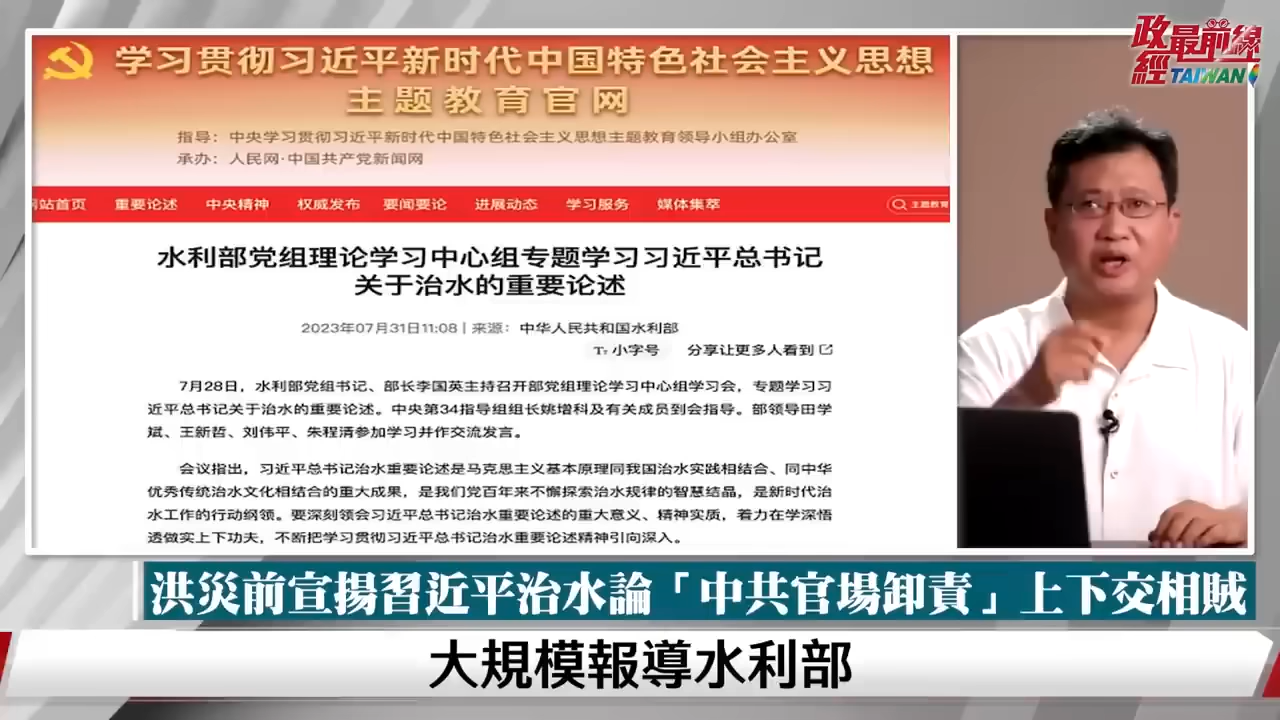 学习贯彻习近平新时代中国特色社会主义思想
主题教育官网
指导：中央学习贯彻习近平新时代中国特色社会主义思想主题教育领导小组办公室
承办：人民网·中国共产党新闻网
网站首页 重要论述 中央精神 权威发布 要闻要论 进展动态 学习服务 媒体集萃 主题教育
水利部党组理论学习中心组专题学习习近平总书记
关于治水的重要论述
2023年07月31日11:08 | 来源：中华人民共和国水利部
小字号 分享让更多人看到
7月28日，水利部党组书记、部长李国英主持召开部党组理论学习中心组学习会，专题学习习
近平总书记关于治水的重要论述。中央第34指导组组长姚增科及有关成员到会指导。部领导田学
斌、王新哲、刘伟平、朱程清参加学习并作交流发言。
会议指出，习近平总书记治水重要论述是马克思主义基本原理同我国治水实践相结合、同中华
优秀传统治水文化相结合的重大成果，是我们党百年来不懈探索治水规律的智慧结晶，是新时代治
水工作的行动纲领。要深刻领会习近平总书记治水重要论述的重大意义、精神实质，着力在学深悟
透做实上下功夫，不断把学习贯彻习近平总书记治水重要论述精神引向深入。
政經最前線
TAIWAN
洪災前宣揚習近平治水論「中共官場卸責」上下交相賊
大規模報導水利部